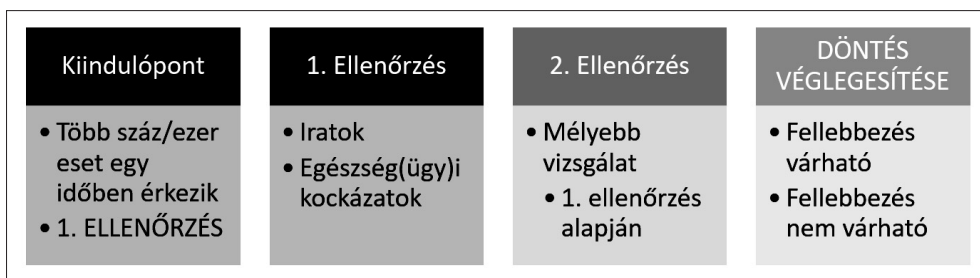 Kiindulópont
• Több száz/ezer
eset egy
időben érkezik
• 1. ELLENŐRZÉS
1. Ellenőrzés
• Iratok
• Egészség(ügy)i
kockázatok
2. Ellenőrzés
• Mélyebb
vizsgálat
• 1. ellenőrzés
alapján
DÖNTÉS
VÉGLEGESÍTÉSE
• Fellebbezés
várható
• Fellebbezés
nem várható